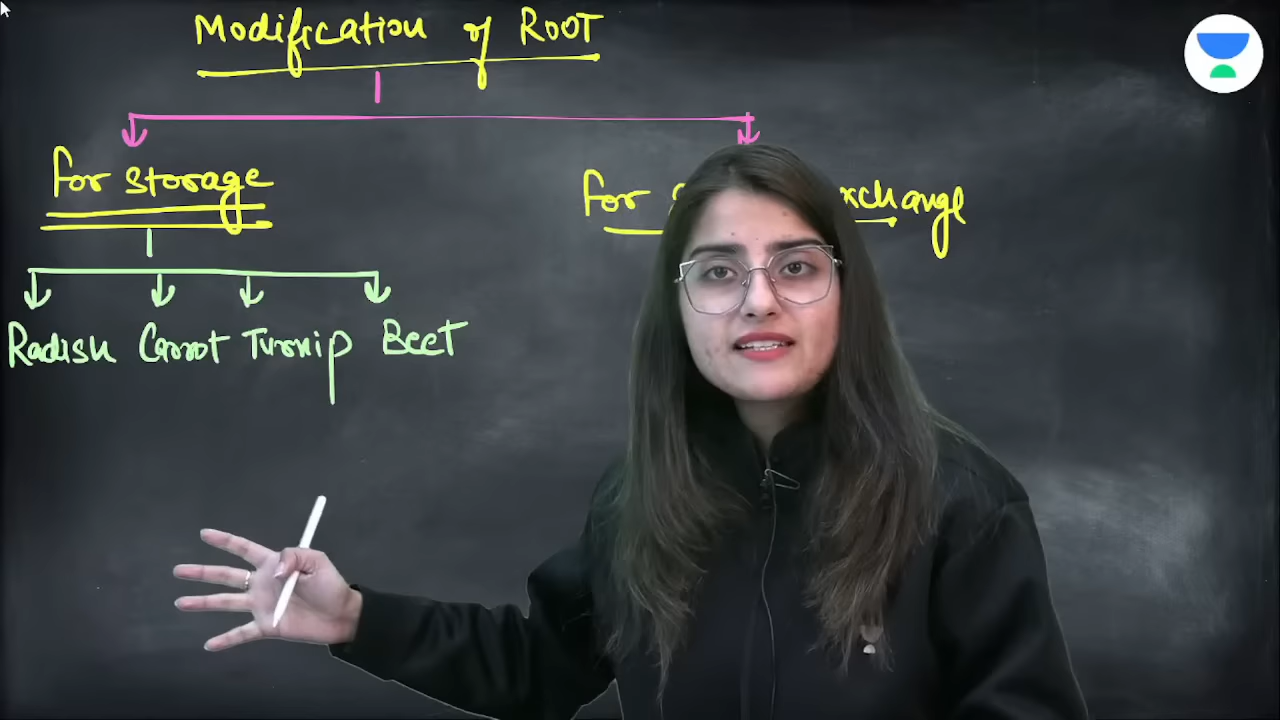 Modification of ROOT
for storage
for xchange
Radish Carrot Turnip Beet